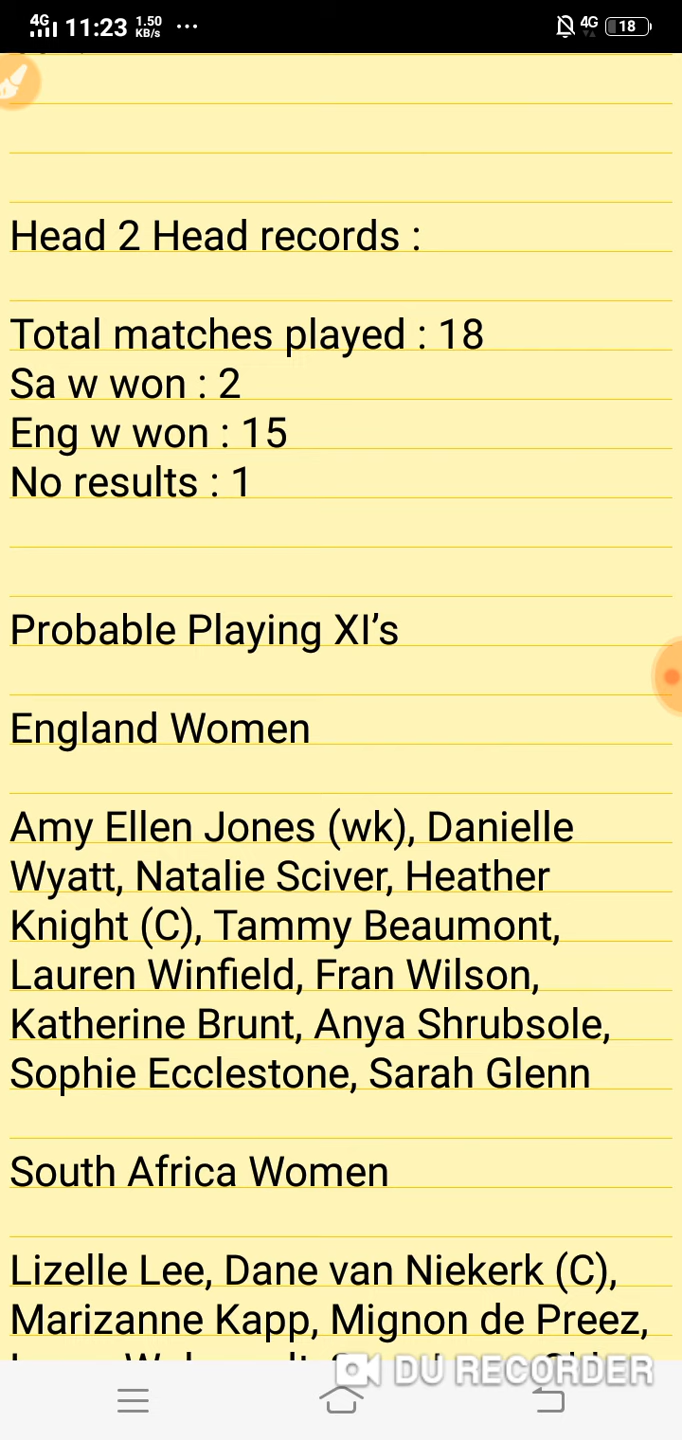 4G 11:23 1.50 KB/s ... 4G 18
Head 2 Head records :
Total matches played : 18
Sa w won : 2
Eng w won : 15
No results : 1
Probable Playing XI’s
England Women
Amy Ellen Jones (wk), Danielle
Wyatt, Natalie Sciver, Heather
Knight (C), Tammy Beaumont,
Lauren Winfield, Fran Wilson,
Katherine Brunt, Anya Shrubsole,
Sophie Ecclestone, Sarah Glenn
South Africa Women
Lizelle Lee, Dane van Niekerk (C),
Marizanne Kapp, Mignon de Preez,
DU RECORDER